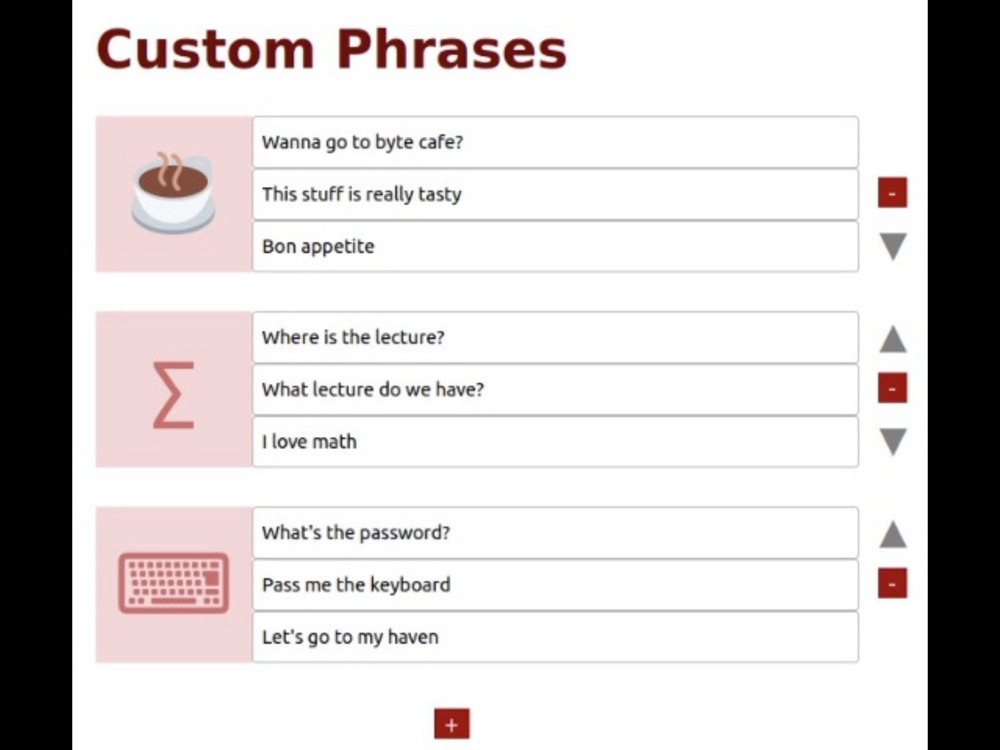 Custom Phrases
Wanna go to byte cafe?
This stuff is really tasty
-
Bon appetite
Where is the lecture?
Σ
What lecture do we have?
-
I love math
What's the password?
Pass me the keyboard
-
Let's go to my haven
+